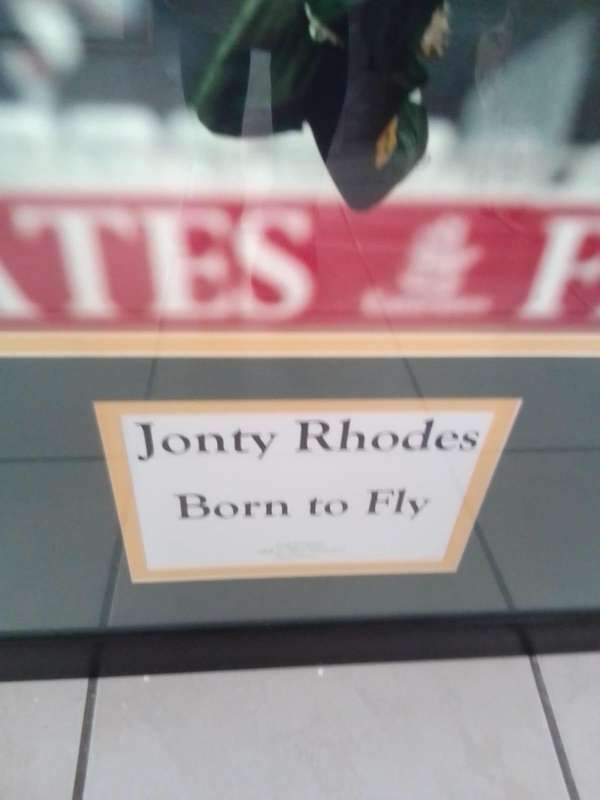 ATES F
Jonty Rhodes
Born to Fly